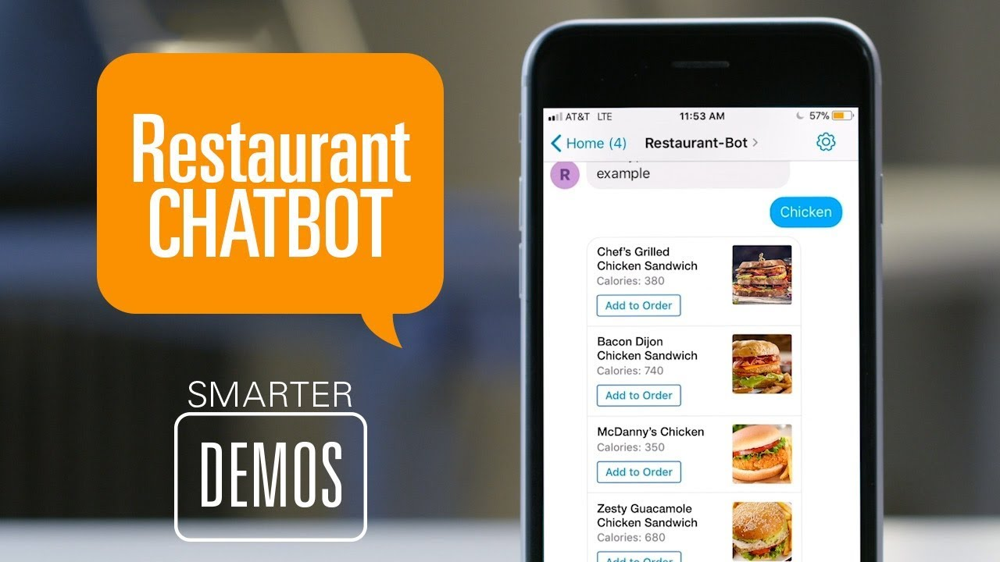 Restaurant
CHATBOT
SMARTER
DEMOS
AT&T LTE 11:53 AM 57%
Home (4) Restaurant-Bot
R
example
Chicken
Chef's Grilled
Chicken Sandwich
Calories: 380
Add to Order
Bacon Dijon
Chicken Sandwich
Calories: 740
Add to Order
McDanny's Chicken
Calories: 350
Add to Order
Zesty Guacamole
Chicken Sandwich
Calories: 680
Add to Order